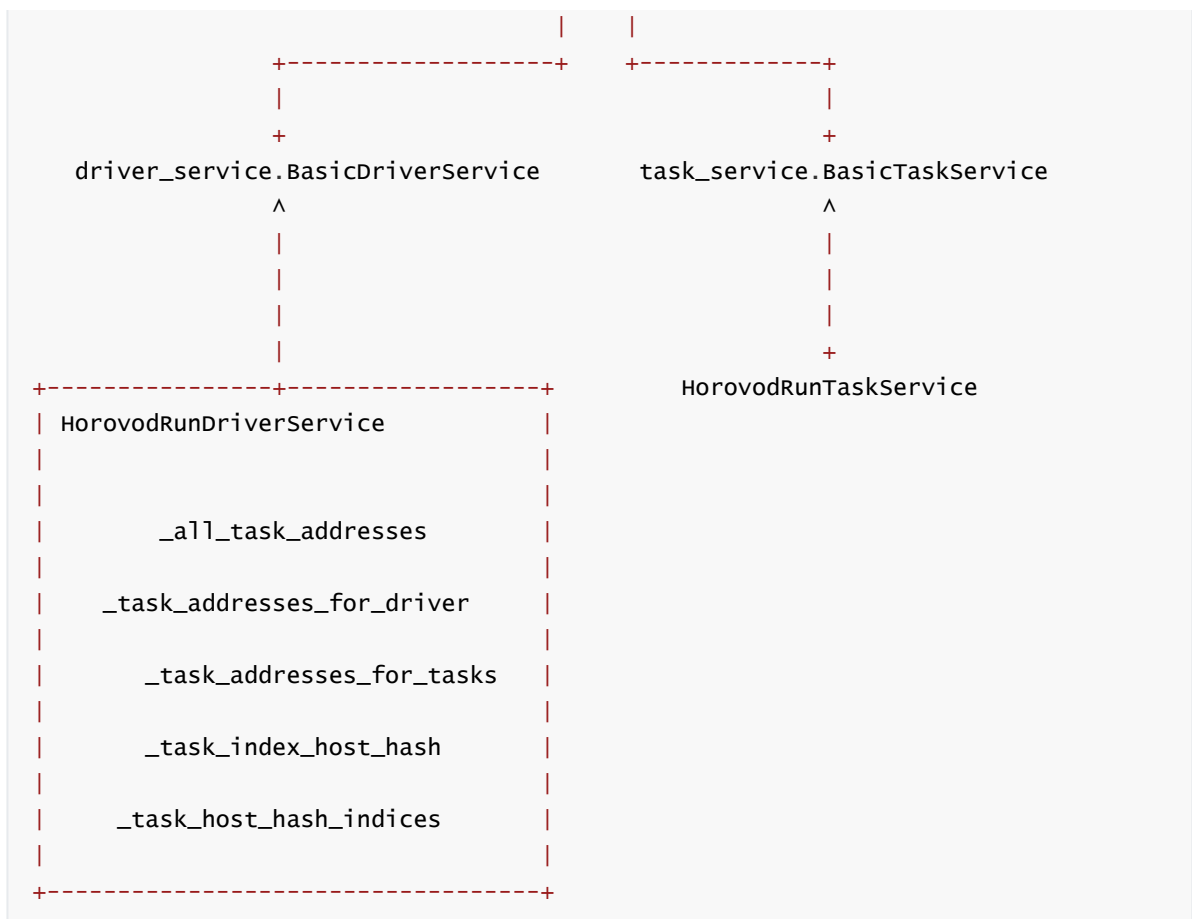 driver_service.BasicDriverService task_service.BasicTaskService
HorovodRunTaskService
HorovodRunDriverService
_all_task_addresses
_task_addresses_for_driver
_task_addresses_for_tasks
_task_index_host_hash
_task_host_hash_indices